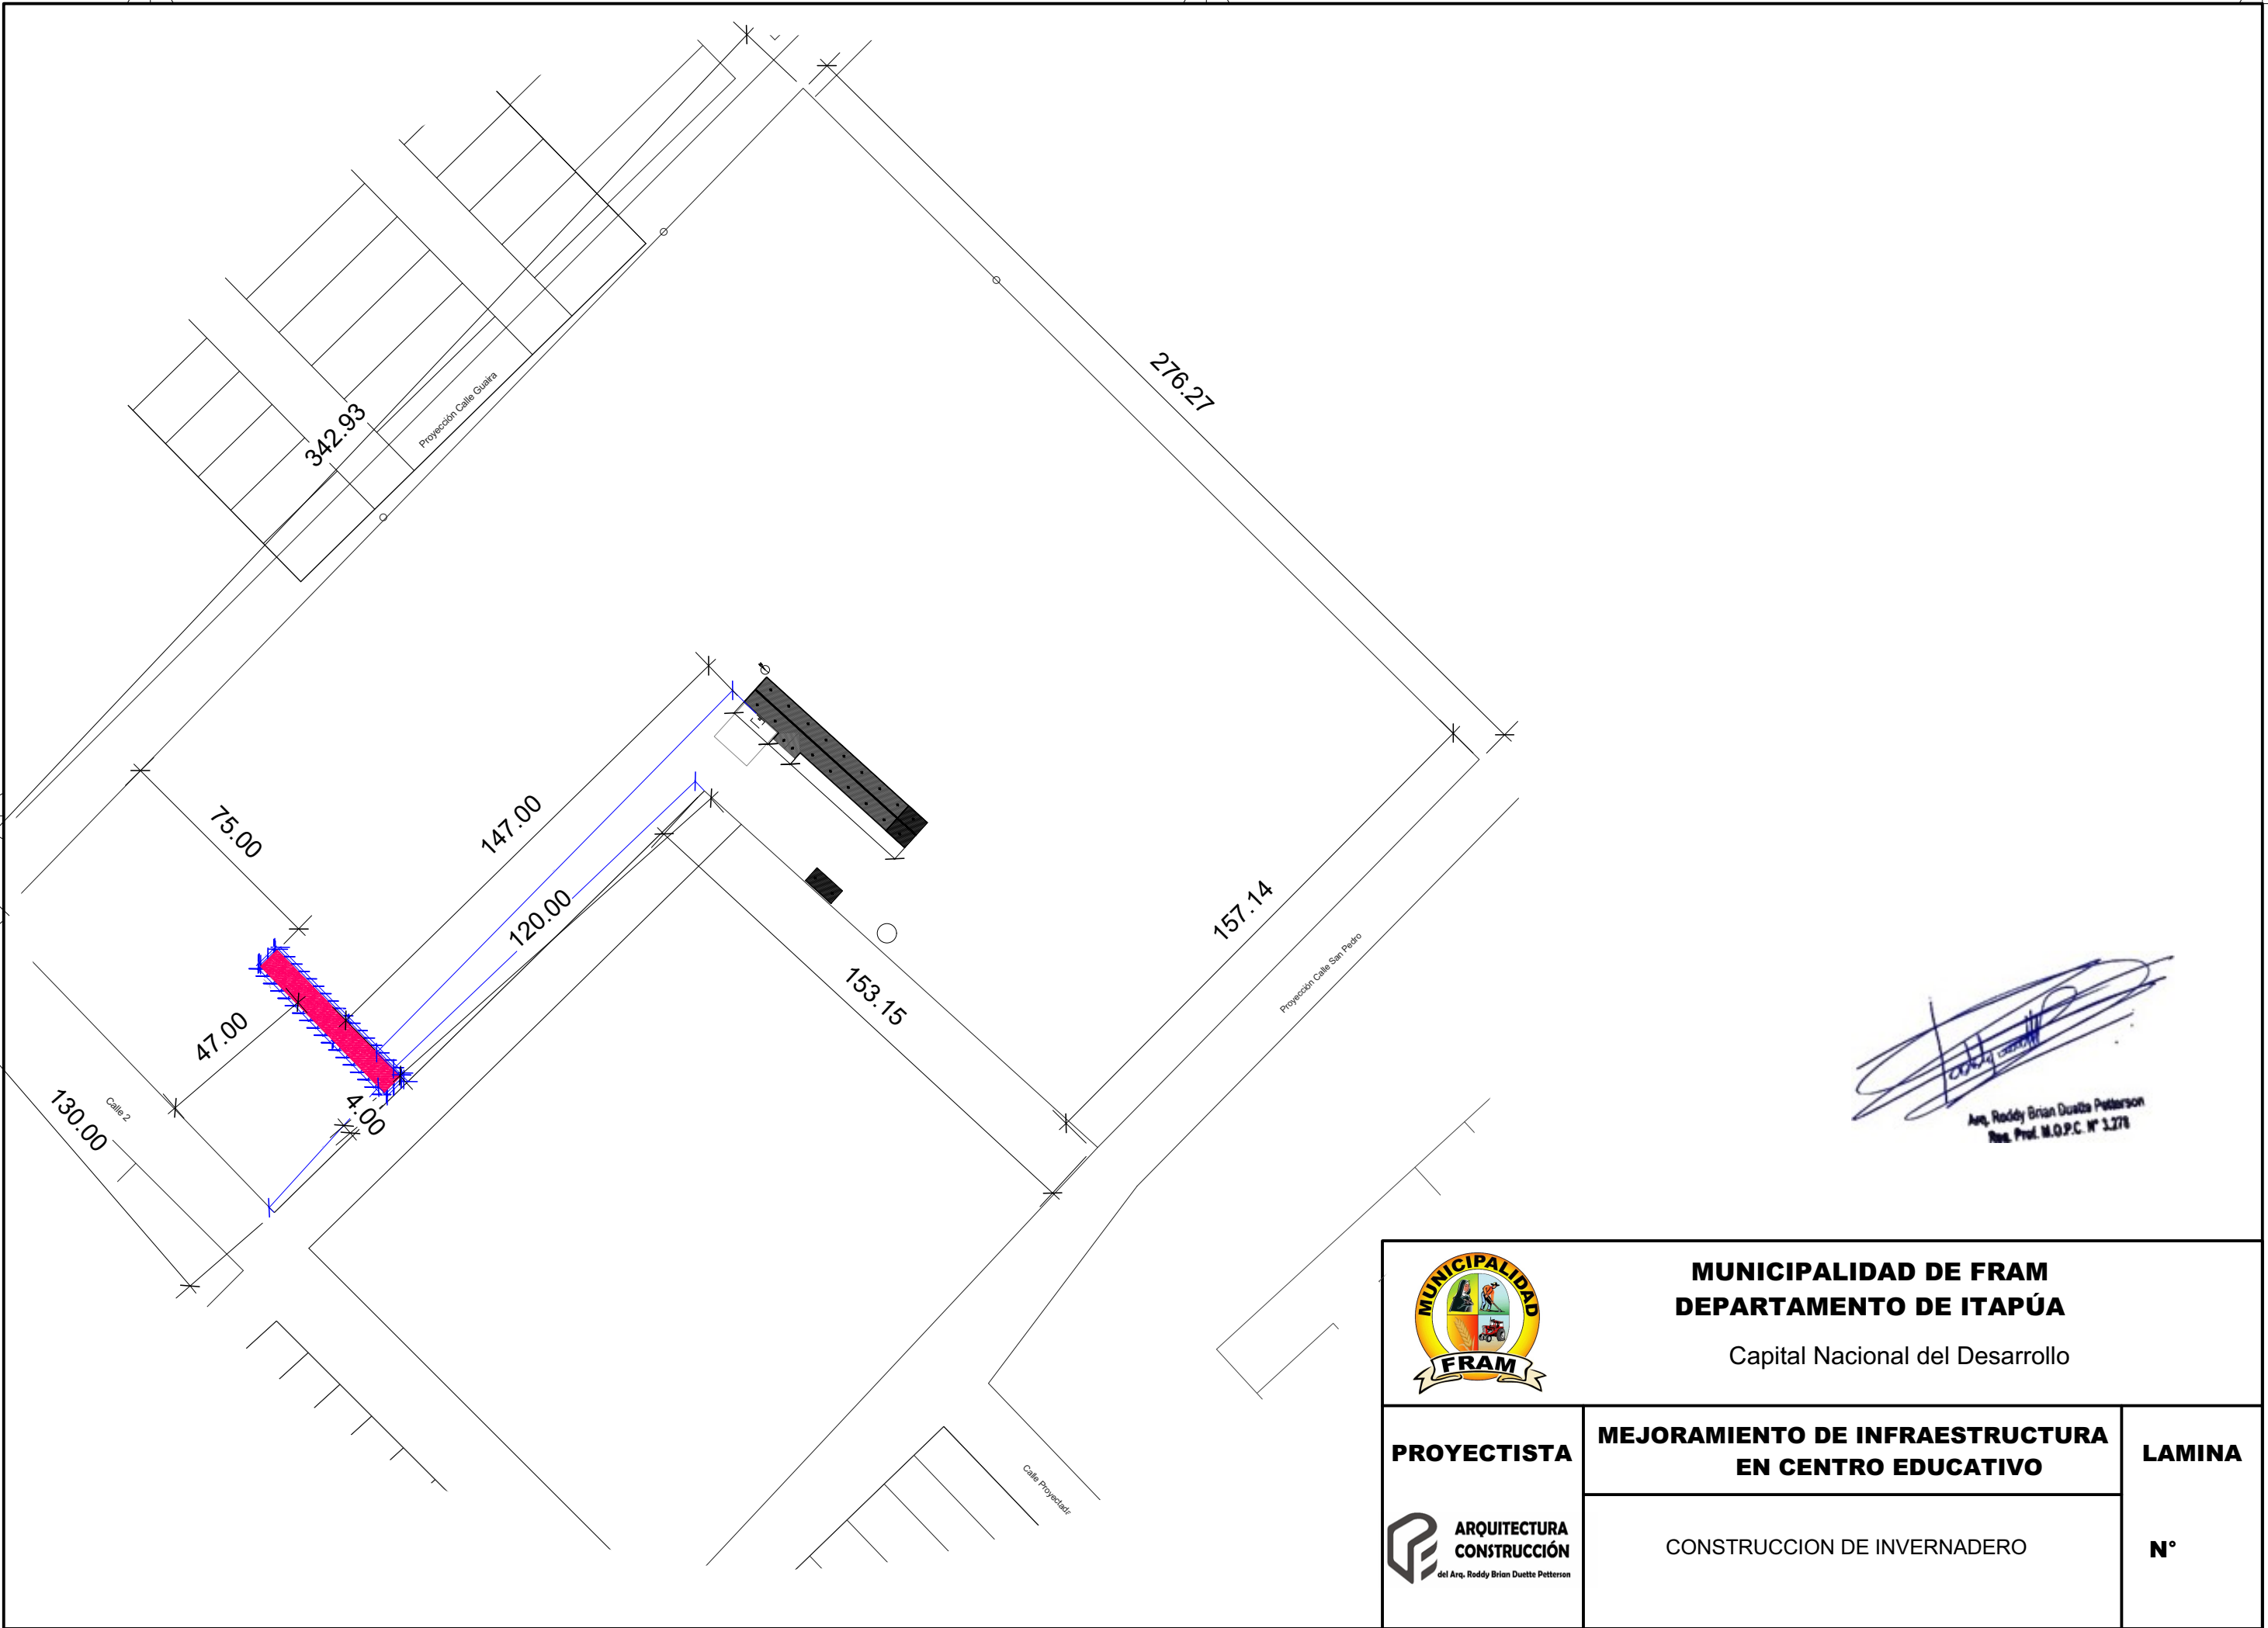 276.27
342.93
Proyección Calle Guaira
75.00
147.00
120.00
157.14
153.15
Proyección Calle San Pedro
47.00
4.00
130.00
Calle 2
Calle Proyectada
Arq. Roddy Brian Duette Petterson
Reg. Prof. M.O.P.C. N° 3.278
MUNICIPALIDAD
FRAM
MUNICIPALIDAD DE FRAM
DEPARTAMENTO DE ITAPÚA
Capital Nacional del Desarrollo
PROYECTISTA
MEJORAMIENTO DE INFRAESTRUCTURA
EN CENTRO EDUCATIVO
LAMINA
ARQUITECTURA
CONSTRUCCIÓN
del Arq. Roddy Brian Duette Petterson
CONSTRUCCION DE INVERNADERO
N°